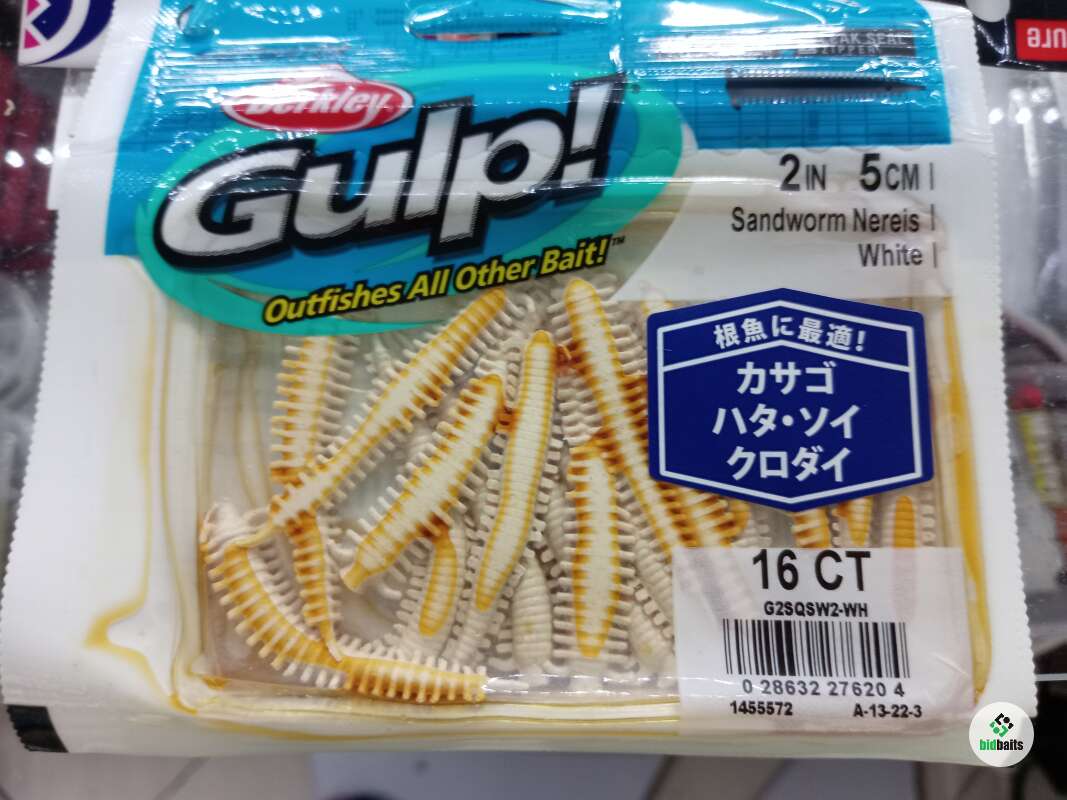 Berkley
Gulp!
Outfishes All Other Bait!™
2IN 5CM
Sandworm Nereis
White
根魚に最適!
カサゴ
ハタ・ソイ
クロダイ
16 CT
G2SQSW2-WH
0 28632 27620 4
1455572 A-13-22-3
bidbaits